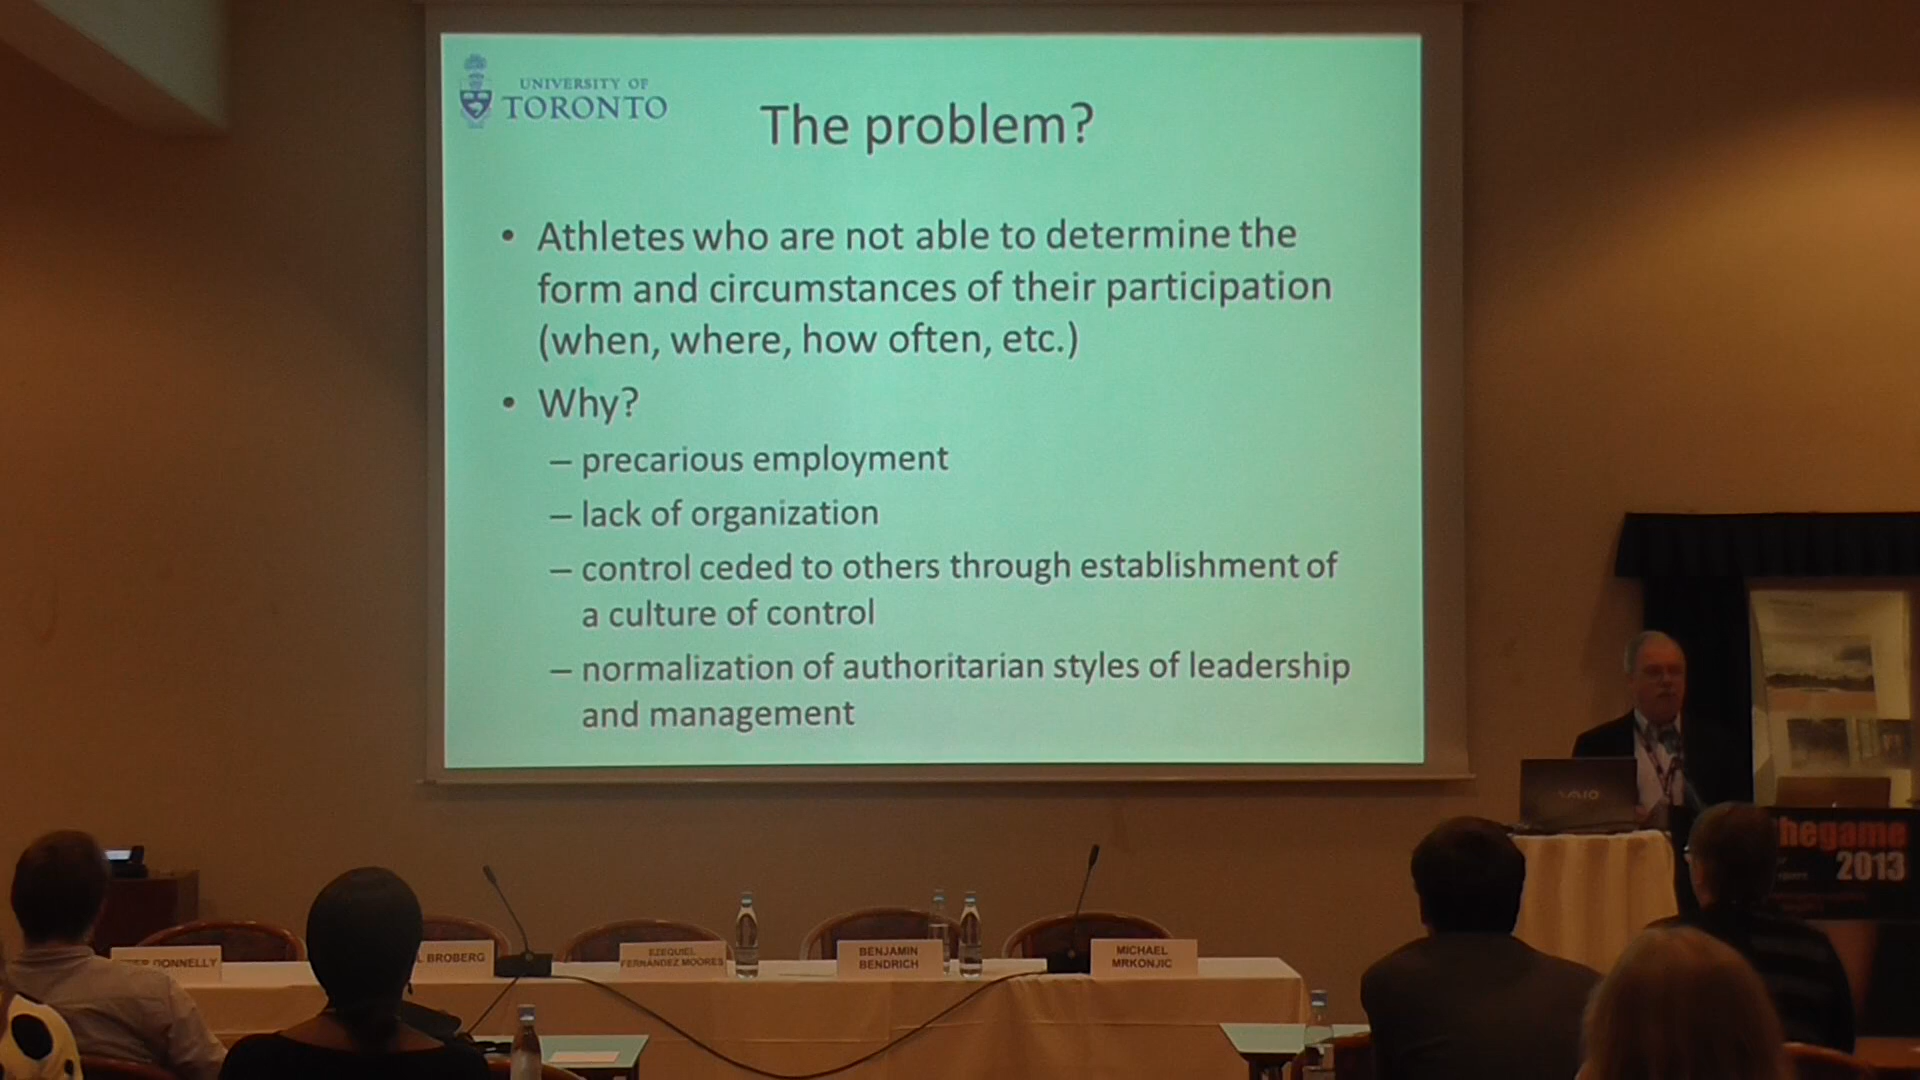 UNIVERSITY OF
TORONTO
The problem?
• Athletes who are not able to determine the
form and circumstances of their participation
(when, where, how often, etc.)
• Why?
– precarious employment
– lack of organization
– control ceded to others through establishment of
a culture of control
– normalization of authoritarian styles of leadership
and management
VAIO
hegame
2013
DONNELLY
L BROBERG
EZEQUIEL
FERNÁNDEZ MOORES
BENJAMIN
BENDRICH
MICHAEL
MRKONJIC